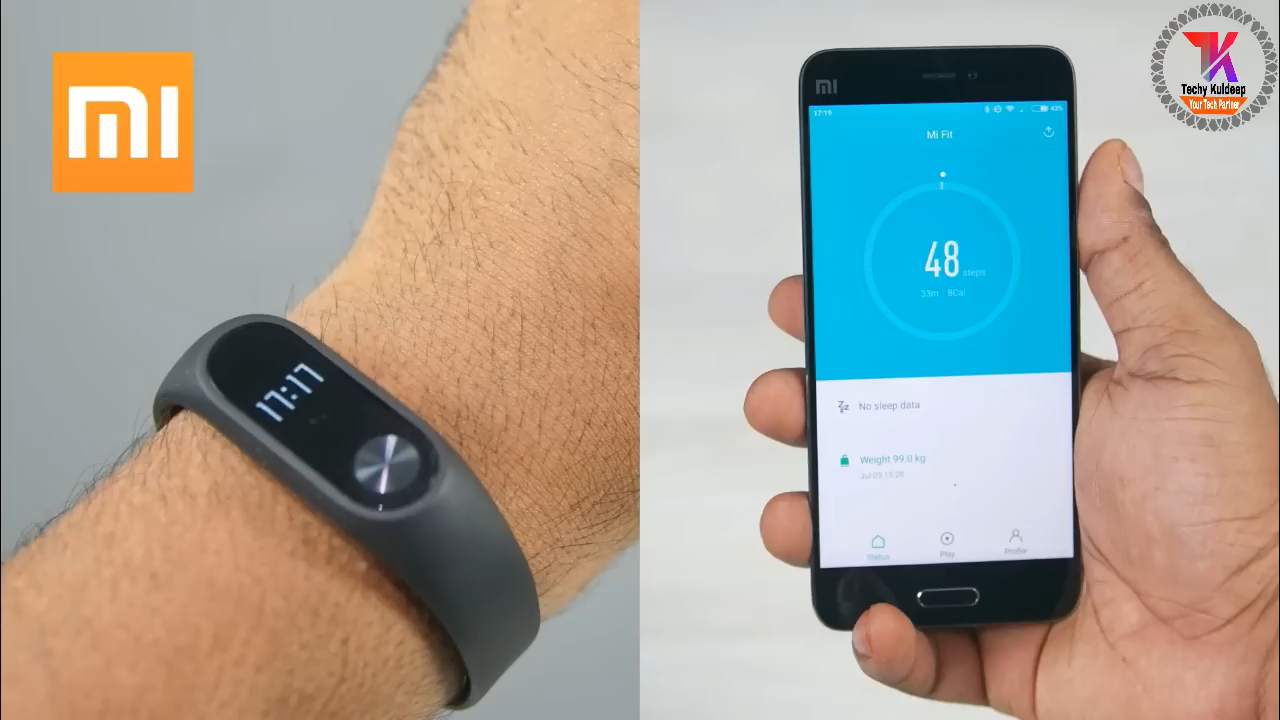 MI
17:17
MI
17:19
43%
Mi Fit
48 steps
33m 8Cal
No sleep data
Weight 99.0 kg
Status
Play
Profile
TK
Techy Kuldeep
Your Tech Partner